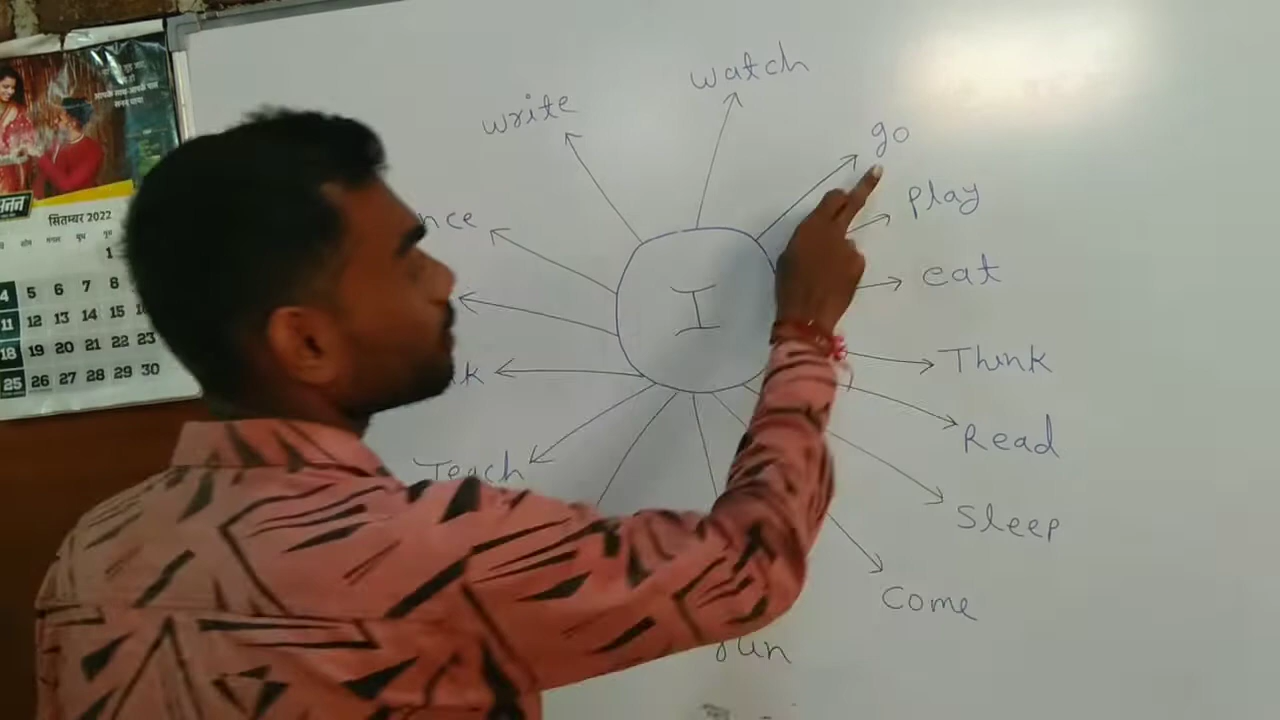 watch
write
go
play
I
eat
Think
Read
Teach
Sleep
Come
run
सितम्बर 2022
1
4 5 6 7 8
11 12 13 14 15
18 19 20 21 22 23
25 26 27 28 29 30